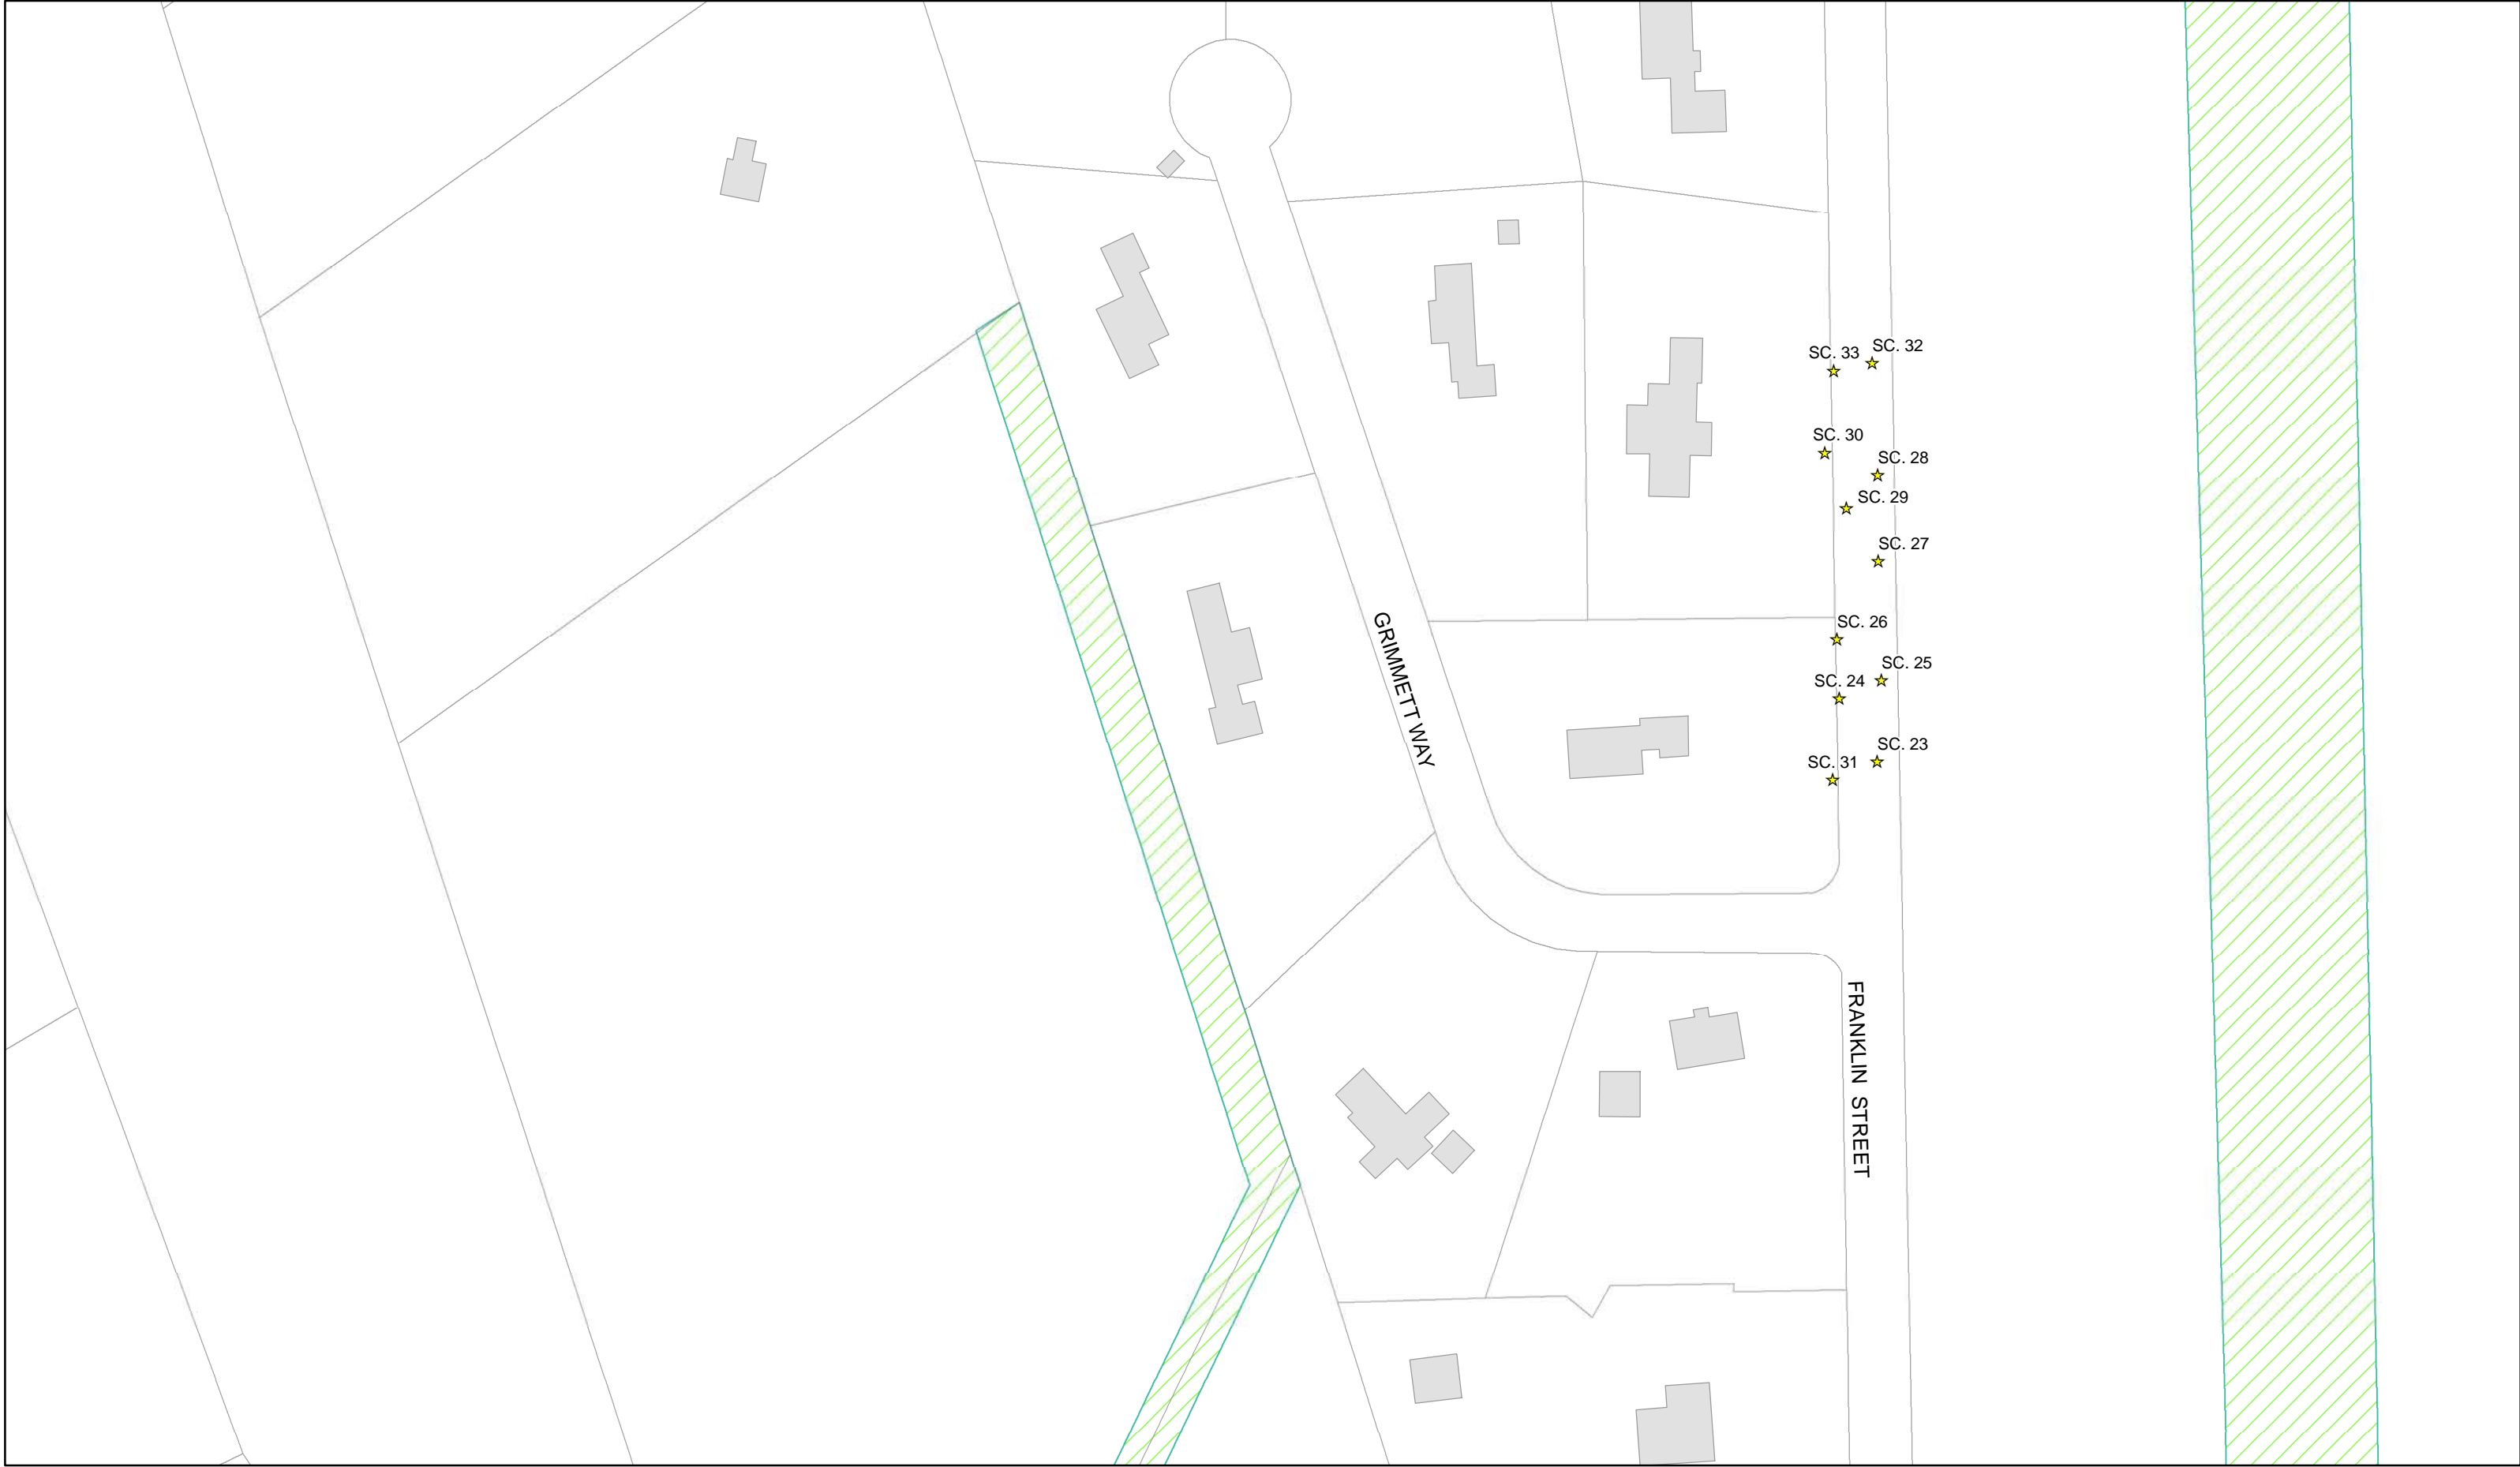 SC. 32
SC. 33
SC. 30
SC. 28
SC. 29
SC. 27
SC. 26
SC. 25
SC. 24
SC. 23
SC. 31
GRIMMETT WAY
FRANKLIN STREET